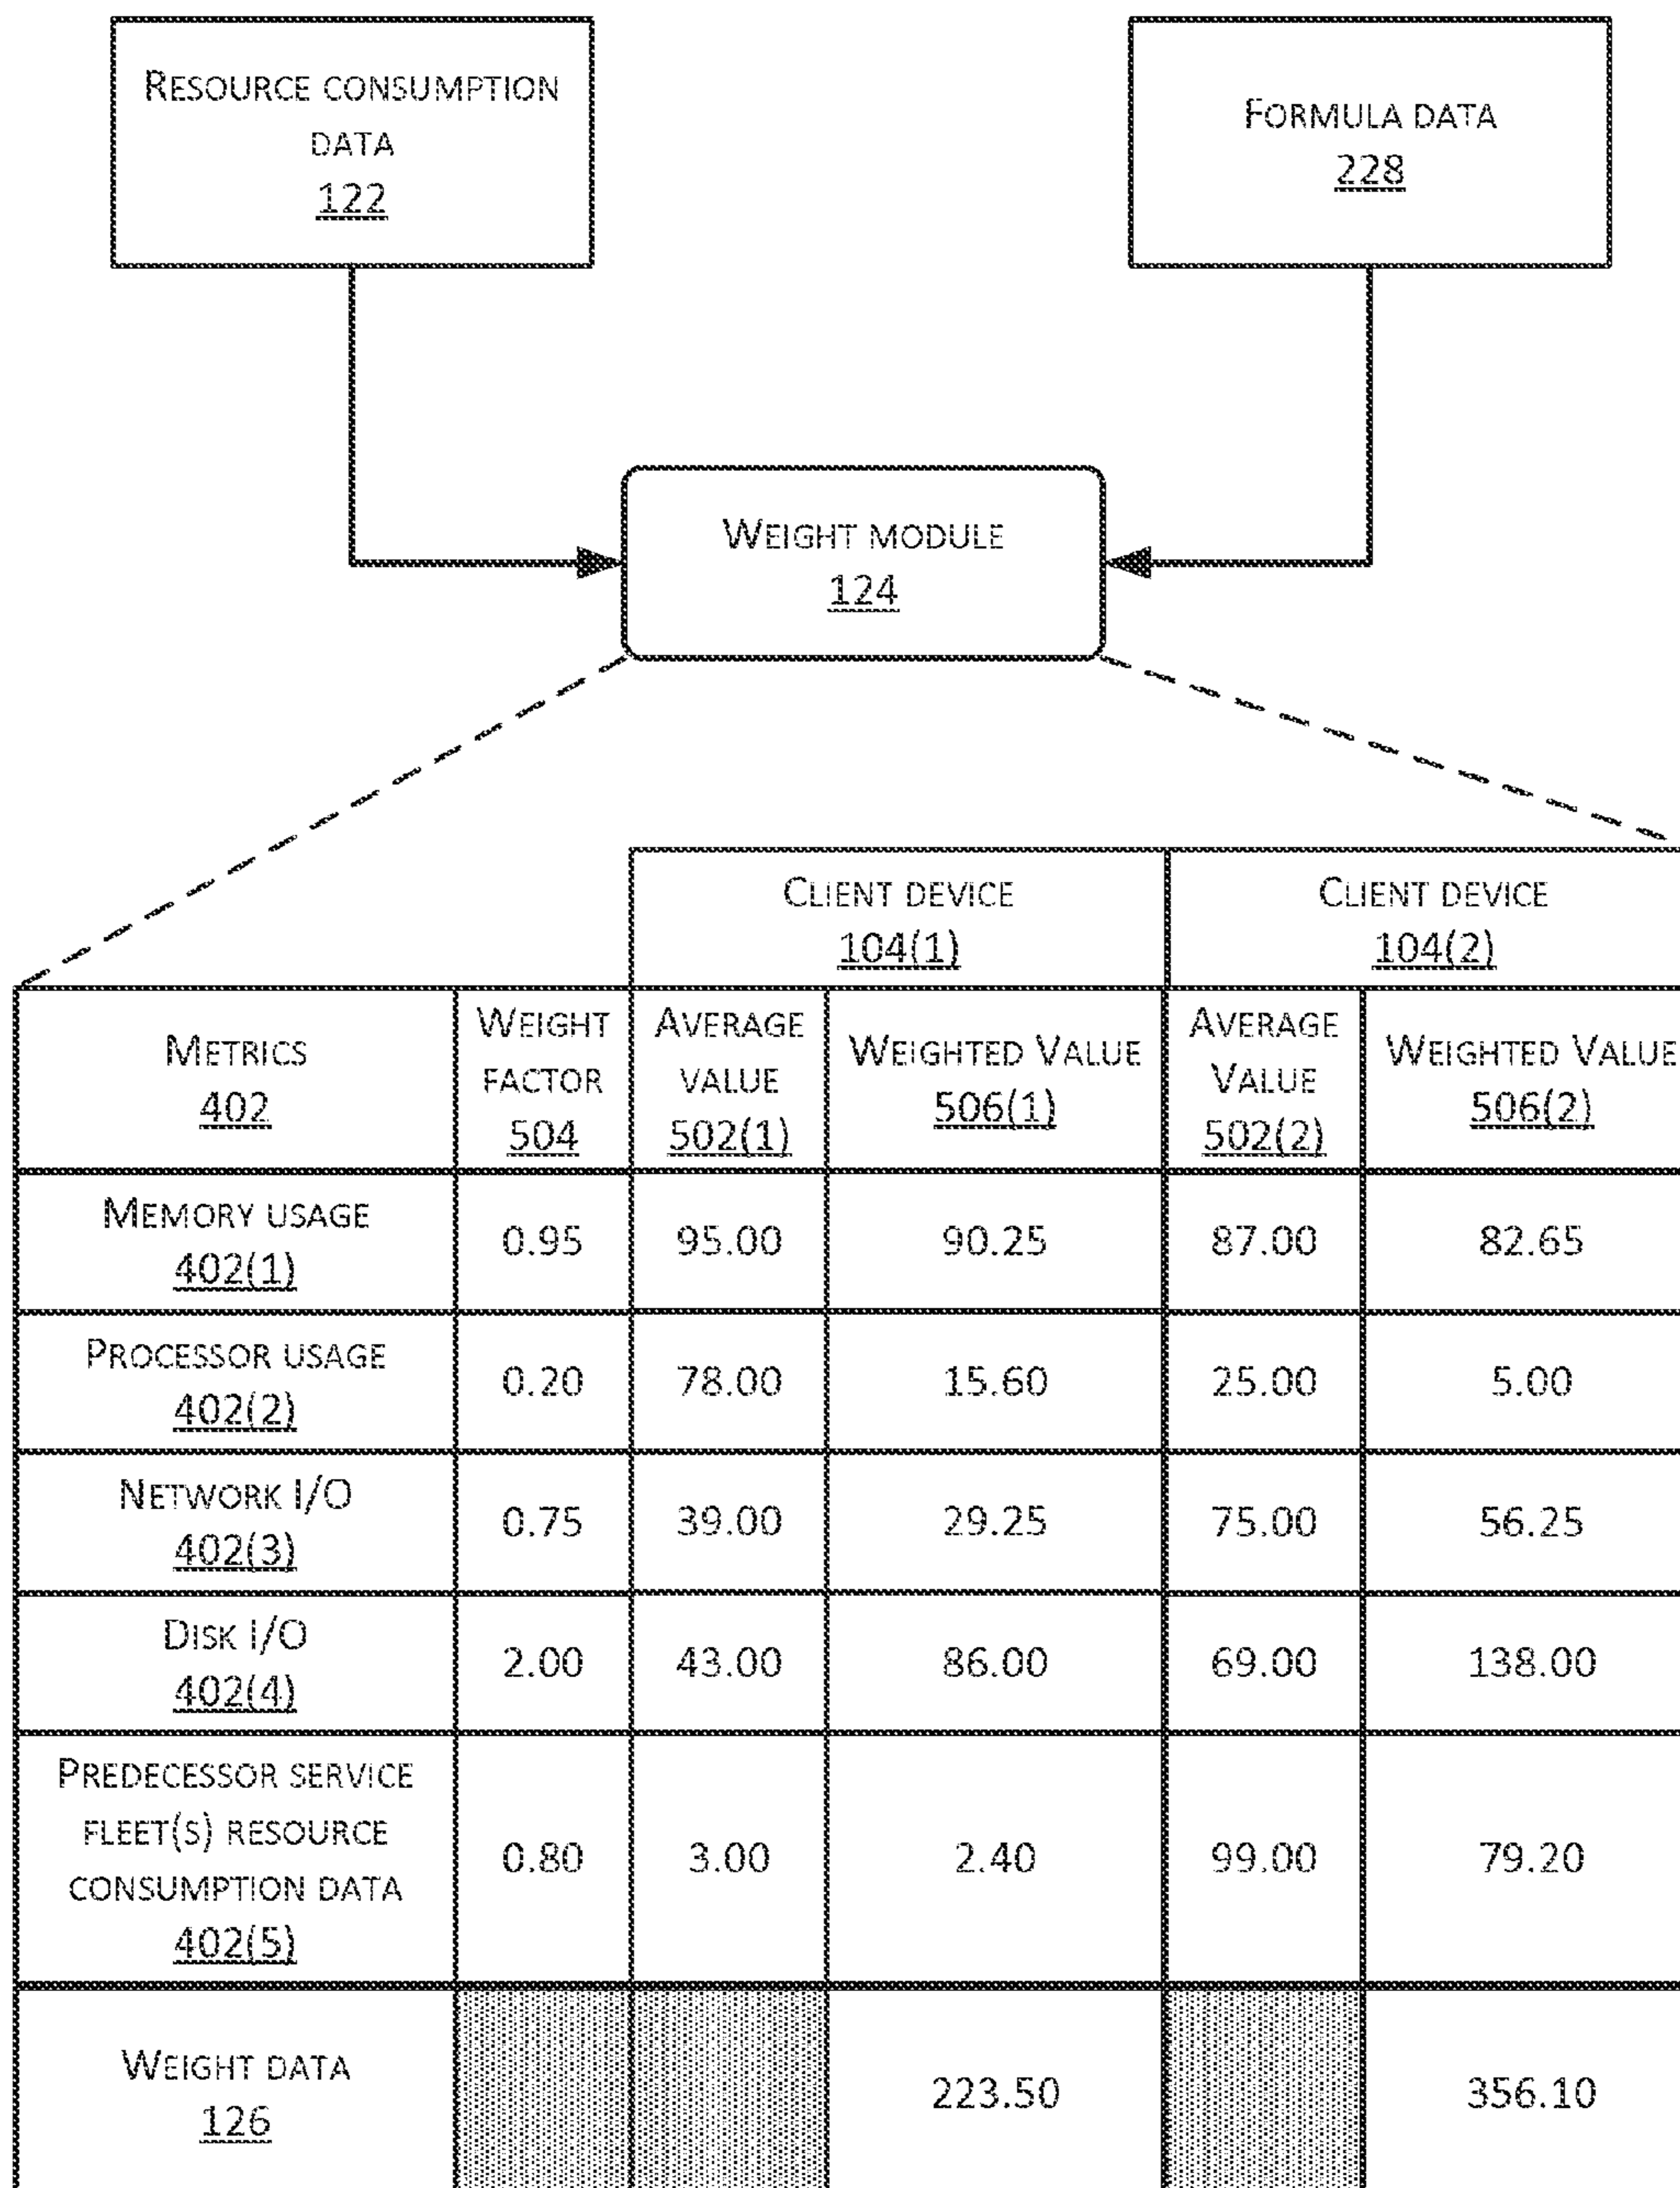 RESOURCE CONSUMPTION
DATA
122
FORMULA DATA
228
WEIGHT MODULE
124
CLIENT DEVICE
104(1)
CLIENT DEVICE
104(2)
METRICS
402
WEIGHT
FACTOR
504
AVERAGE
VALUE
502(1)
WEIGHTED VALUE
506(1)
AVERAGE
VALUE
502(2)
WEIGHTED VALUE
506(2)
MEMORY USAGE
402(1)
0.95
95.00
90.25
87.00
82.65
PROCESSOR USAGE
402(2)
0.20
78.00
15.60
25.00
5.00
NETWORK I/O
402(3)
0.75
39.00
29.25
75.00
56.25
DISK I/O
402(4)
2.00
43.00
86.00
69.00
138.00
PREDECESSOR SERVICE
FLEET(S) RESOURCE
CONSUMPTION DATA
402(5)
0.80
3.00
2.40
99.00
79.20
WEIGHT DATA
126
223.50
356.10